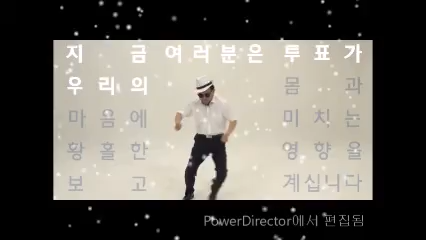 지 금 여러분은 투표가
우리의 몸 과
마음에 미치는
황홀한 영향을
보 고 계십니다
PowerDirector에서 편집됨